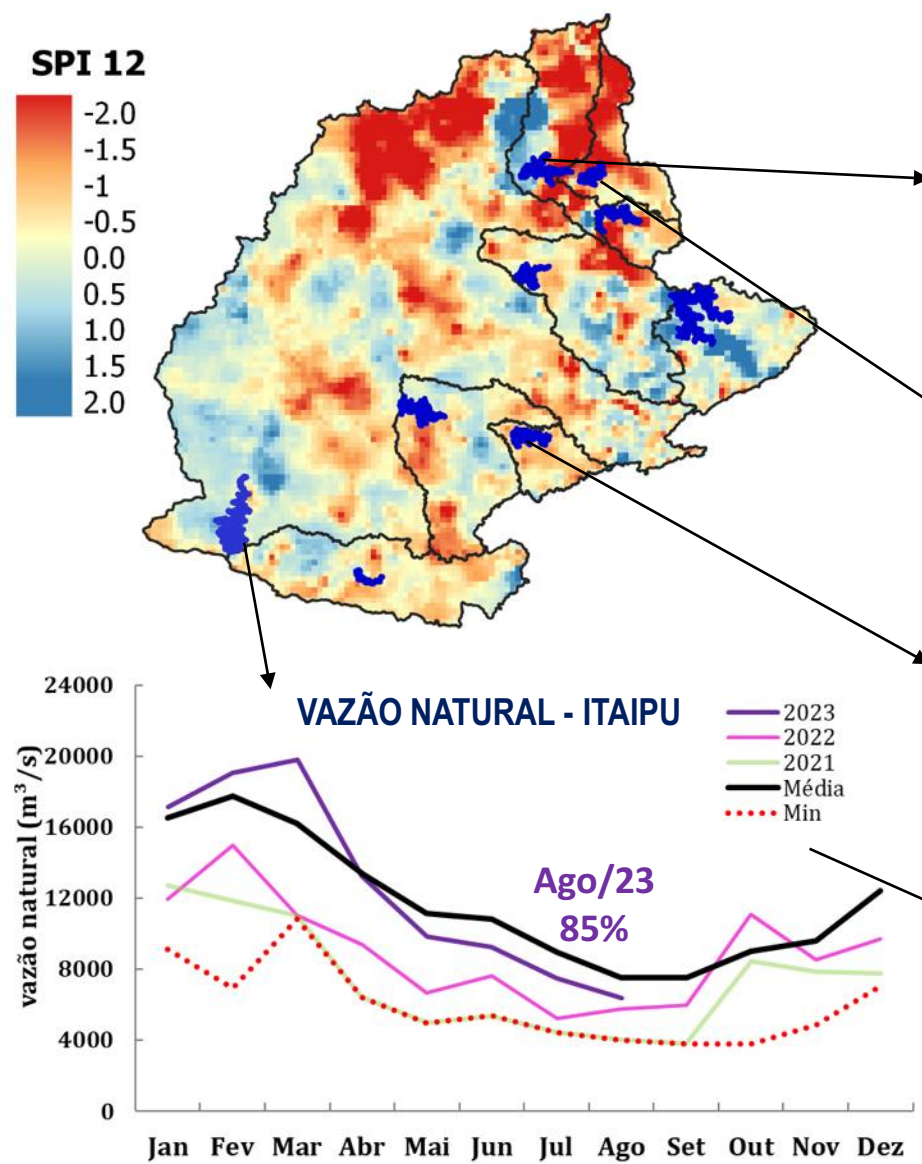 SPI 12
-2.0
-1.5
-1
-0.5
0.0
0.5
1.0
1.5
2.0
VAZÃO NATURAL - ITAIPU
24000
20000
16000
12000
8000
4000
0
vazão natural (m³/s)
2023
2022
2021
Média
Min
Ago/23
85%
Jan Fev Mar Abr Mai Jun Jul Ago Set Out Nov Dez